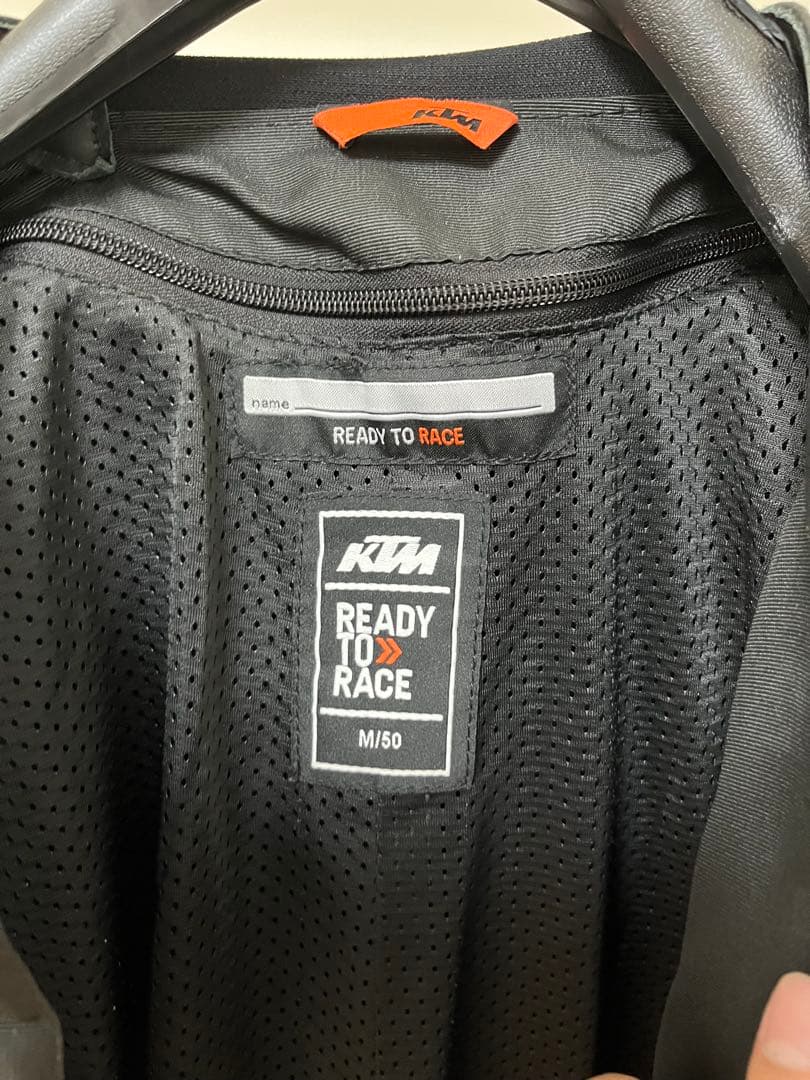 KTM
name
READY TO RACE
KTM
READY
TO»
RACE
M/50